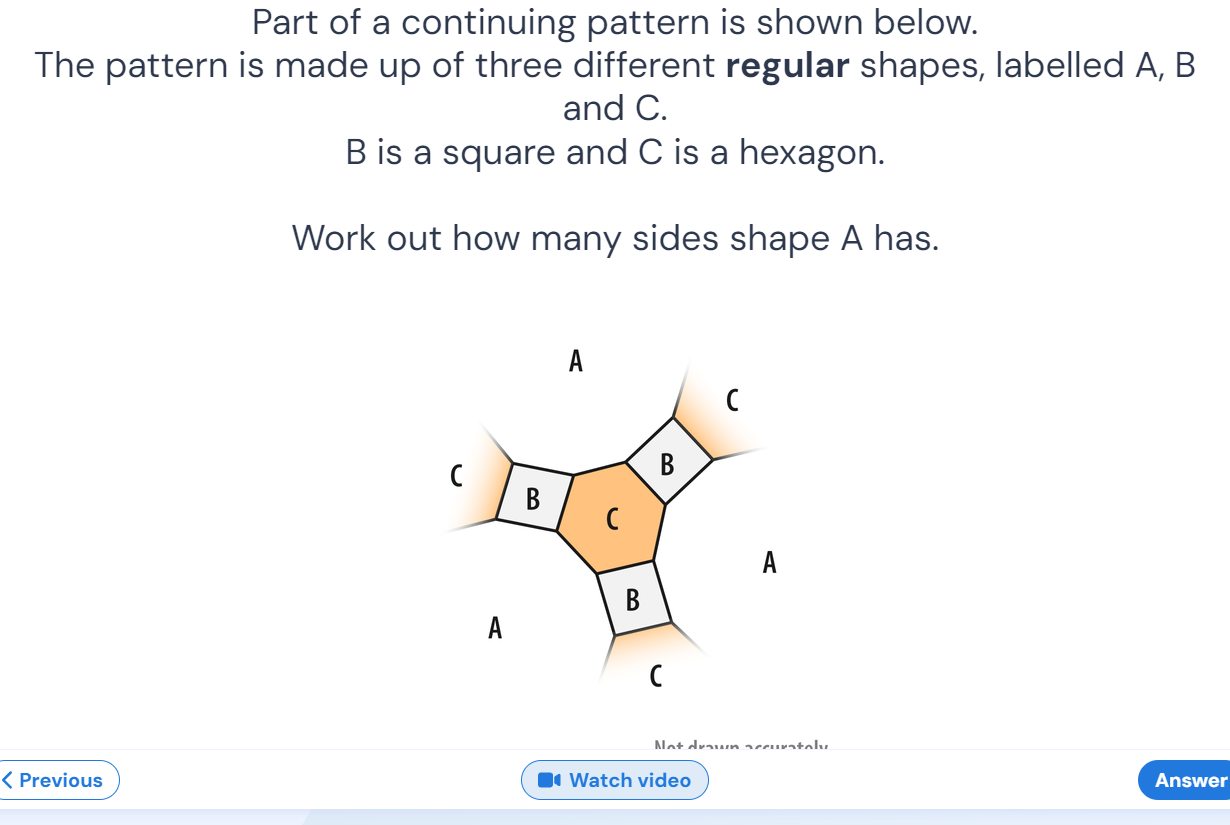 Part of a continuing pattern is shown below.
The pattern is made up of three different regular shapes, labelled A, B
and C.
B is a square and C is a hexagon.
Work out how many sides shape A has.
A
C
C
B
B
C
A
B
A
C
Not drawn accurately
Previous
Watch video
Answer